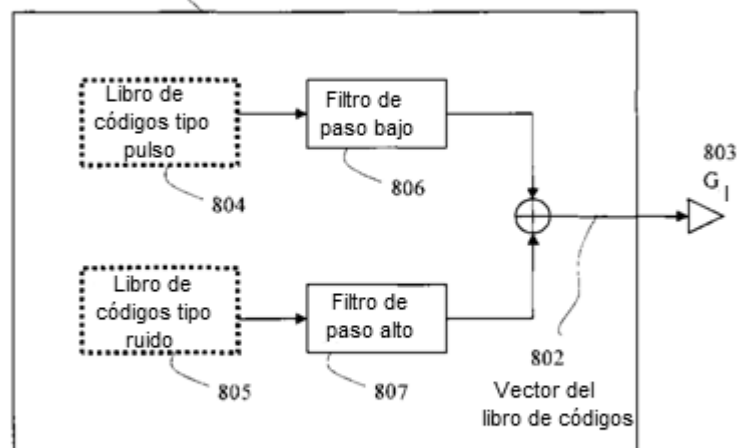 Libro de
códigos tipo
pulso
804
Filtro de
paso bajo
806
803
G I
Libro de
códigos tipo
ruido
805
Filtro de
paso alto
807
802
Vector del
libro de códigos